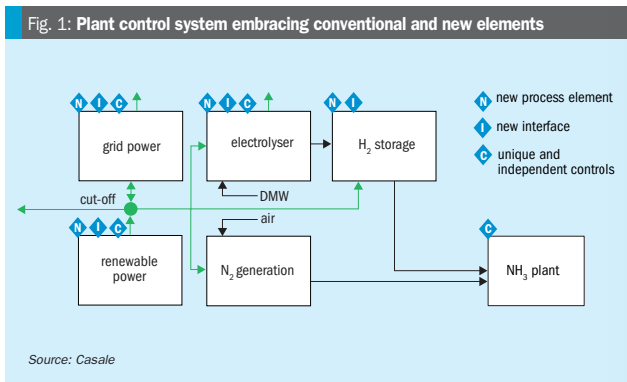 Fig. 1: Plant control system embracing conventional and new elements
N I C
N I C
N I
N new process element
I new interface
C unique and
independent controls
grid power
electrolyser
H₂ storage
cut-off
DMW
air
N I C
C
renewable
power
N₂ generation
NH₃ plant
Source: Casale